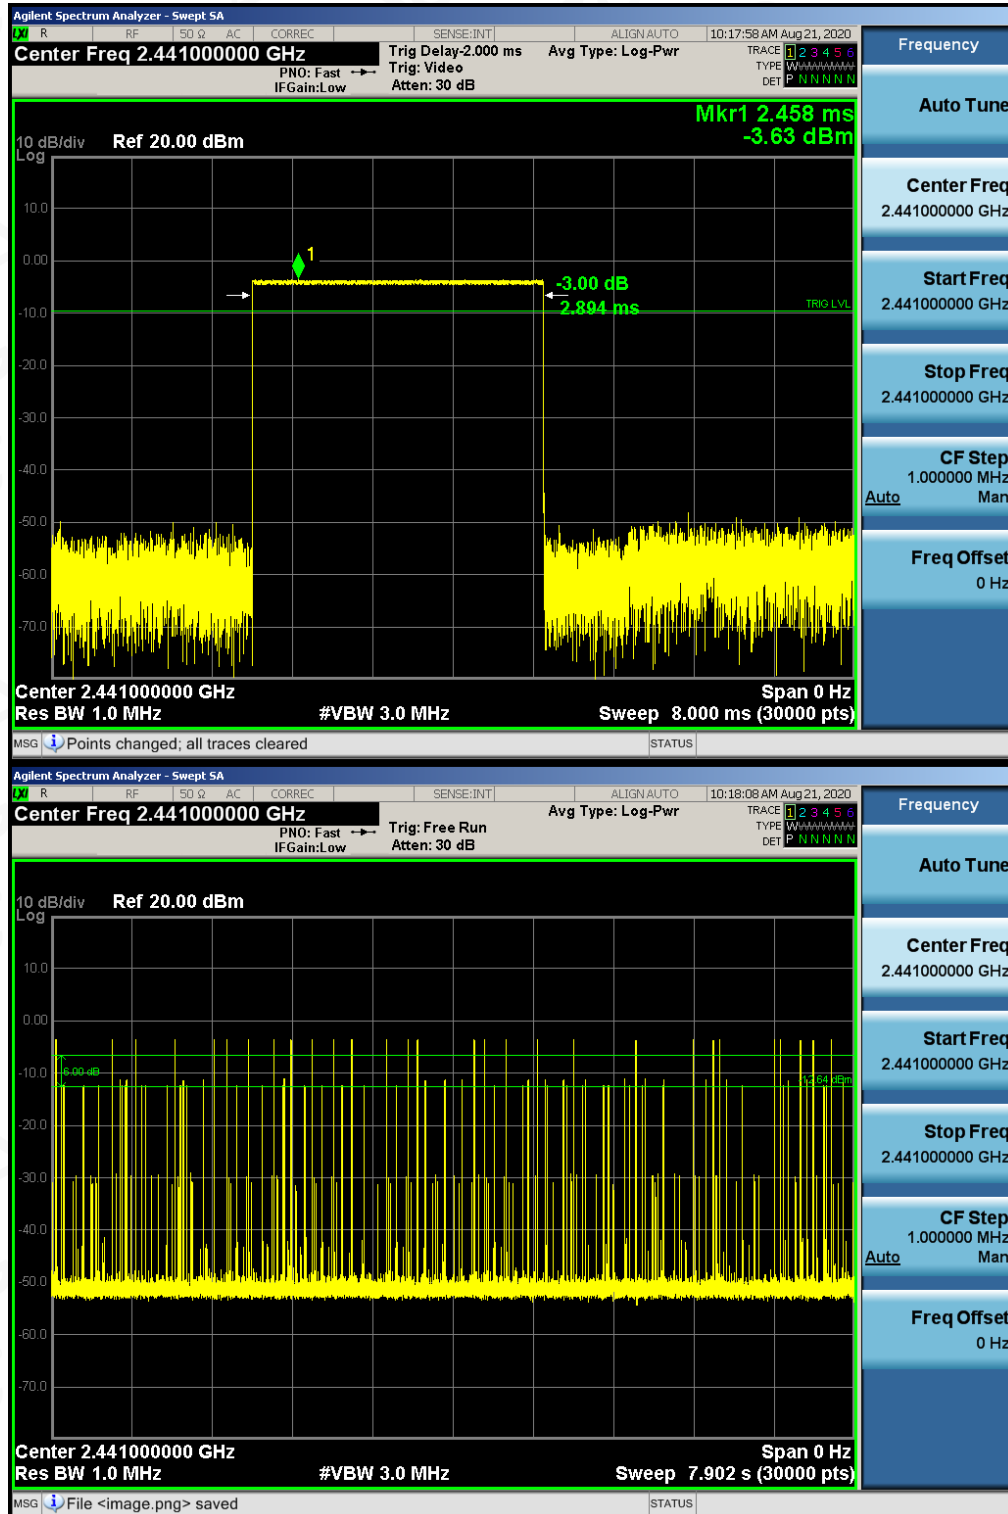 Agilent Spectrum Analyzer - Swept SA
LXI R RF 50 Ω AC CORREC SENSE:INT ALIGN AUTO 10:17:58 AM Aug 21, 2020
Center Freq 2.441000000 GHz
PNO: Fast
IFGain:Low
Trig Delay-2.000 ms
Trig: Video
Atten: 30 dB
Avg Type: Log-Pwr
TRACE 1 2 3 4 5 6
TYPE W
DET P N N N N N
Frequency
Mkr1 2.458 ms
-3.63 dBm
10 dB/div Ref 20.00 dBm
Log
10.0
0.00
-10.0
-20.0
-30.0
-40.0
-50.0
-60.0
-70.0
1
-3.00 dB
2.894 ms
TRIG LVL
Center 2.441000000 GHz Span 0 Hz
Res BW 1.0 MHz #VBW 3.0 MHz Sweep 8.000 ms (30000 pts)
MSG Points changed; all traces cleared STATUS
Auto Tune
Center Freq
2.441000000 GHz
Start Freq
2.441000000 GHz
Stop Freq
2.441000000 GHz
CF Step
1.000000 MHz
Auto Man
Freq Offset
0 Hz
Agilent Spectrum Analyzer - Swept SA
LXI R RF 50 Ω AC CORREC SENSE:INT ALIGN AUTO 10:18:08 AM Aug 21, 2020
Center Freq 2.441000000 GHz
PNO: Fast
IFGain:Low
Trig: Free Run
Atten: 30 dB
Avg Type: Log-Pwr
TRACE 1 2 3 4 5 6
TYPE W
DET P N N N N N
Frequency
10 dB/div Ref 20.00 dBm
Log
10.0
0.00
-10.0
-20.0
-30.0
-40.0
-50.0
-60.0
-70.0
6.00 dB
-12.64 dBm
Center 2.441000000 GHz Span 0 Hz
Res BW 1.0 MHz #VBW 3.0 MHz Sweep 7.902 s (30000 pts)
MSG File <image.png> saved STATUS
Auto Tune
Center Freq
2.441000000 GHz
Start Freq
2.441000000 GHz
Stop Freq
2.441000000 GHz
CF Step
1.000000 MHz
Auto Man
Freq Offset
0 Hz